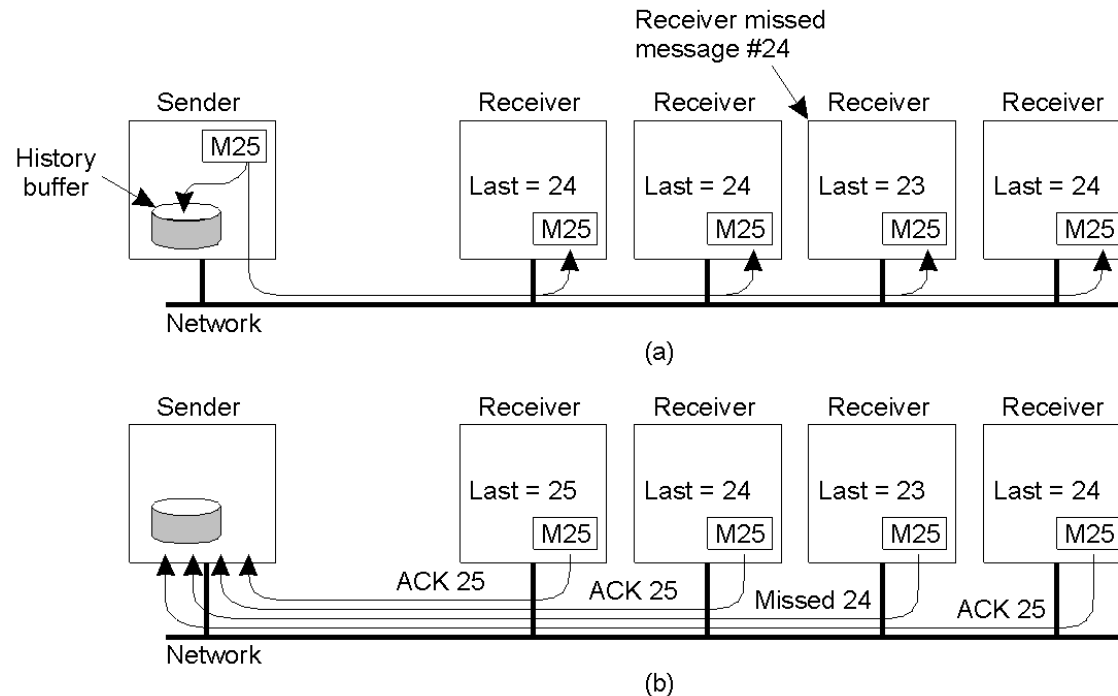 Receiver missed
message #24
Sender
Receiver
Receiver
Receiver
Receiver
M25
History
buffer
Last = 24
Last = 24
Last = 23
Last = 24
M25
M25
M25
M25
Network
(a)
Sender
Receiver
Receiver
Receiver
Receiver
Last = 25
Last = 24
Last = 23
Last = 24
M25
M25
M25
M25
ACK 25
ACK 25
Missed 24
ACK 25
Network
(b)